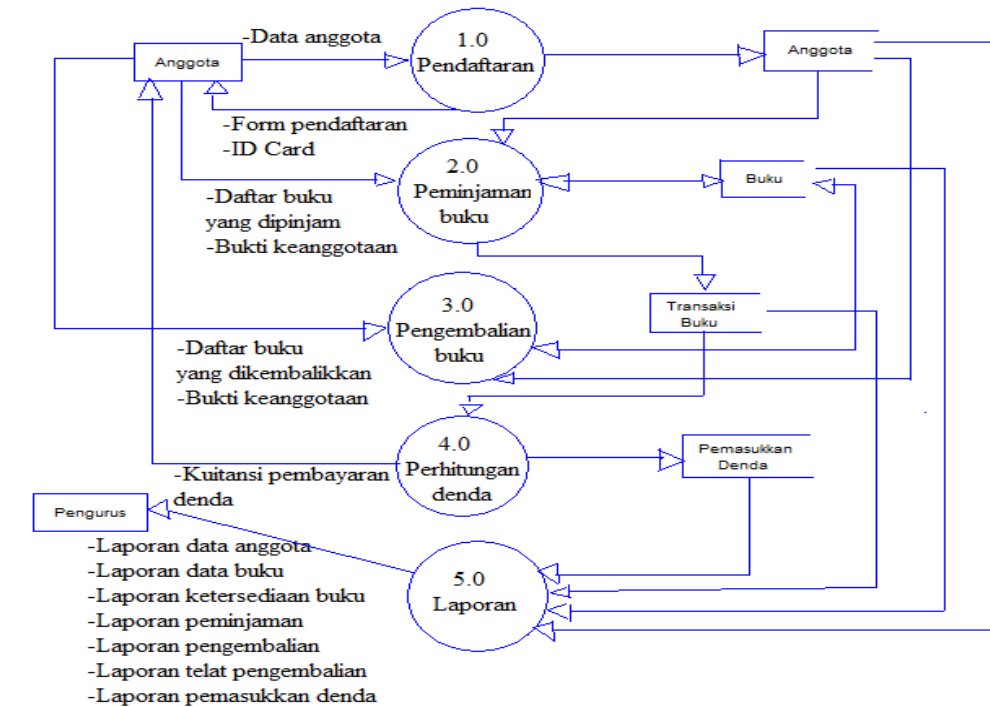 -Data anggota
1.0
Pendaftaran
Anggota
Anggota
-Form pendaftaran
-ID Card
2.0
Peminjaman
buku
Buku
-Daftar buku
yang dipinjam
-Bukti keanggotaan
3.0
Pengembalian
buku
Transaksi
Buku
-Daftar buku
yang dikembalikkan
-Bukti keanggotaan
4.0
Perhitungan
denda
Pemasukkan
Denda
-Kuitansi pembayaran
denda
Pengurus
-Laporan data anggota
-Laporan data buku
-Laporan ketersediaan buku
-Laporan peminjaman
-Laporan pengembalian
-Laporan telat pengembalian
-Laporan pemasukkan denda
5.0
Laporan